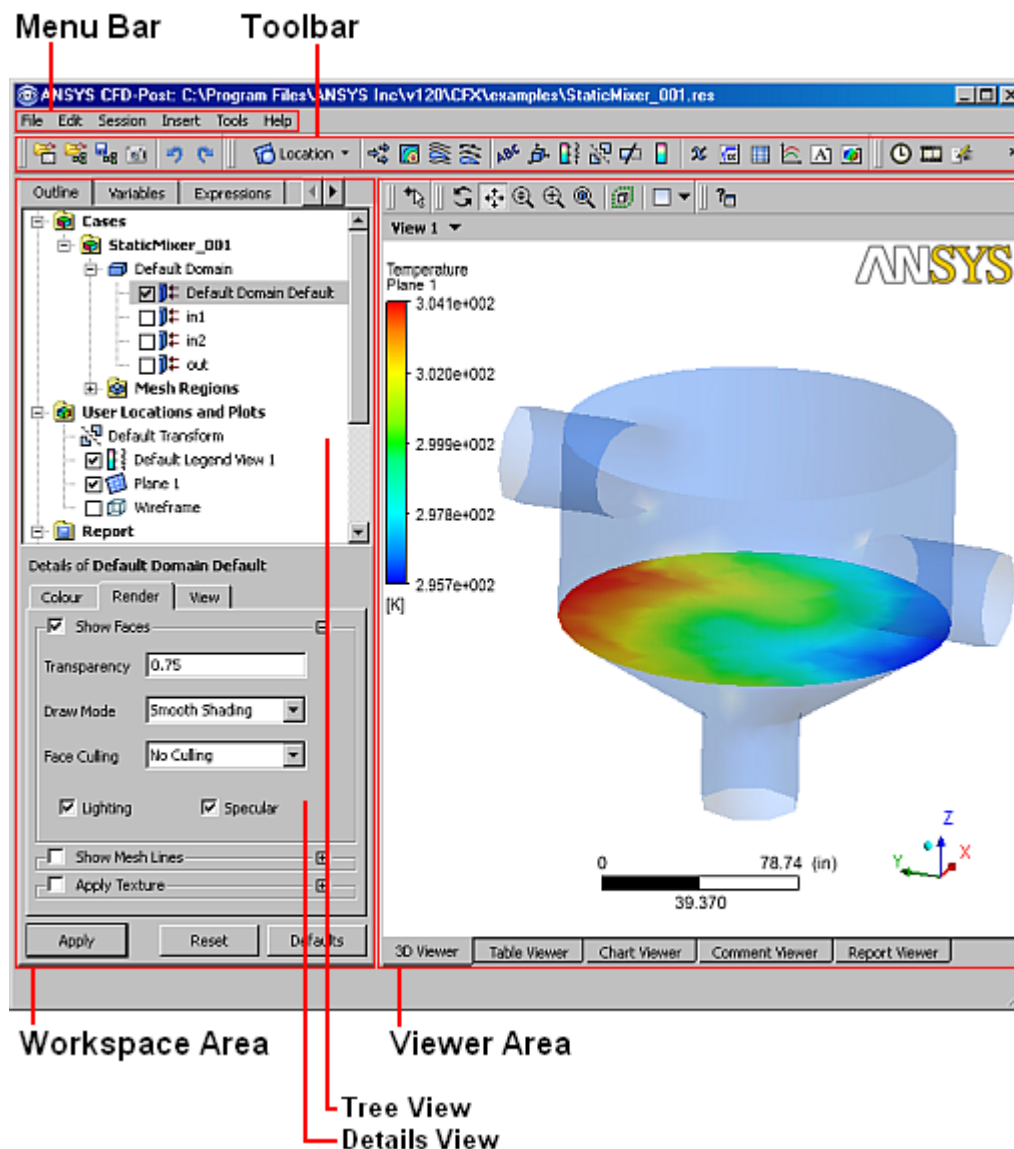 Menu Bar
Toolbar
ANSYS CFD-Post: C:\Program Files\ANSYS Inc\v120\CFX\examples\StaticMixer_001.res
File Edit Session Insert Tools Help
Location
Outline Variables Expressions
Cases
StaticMixer_001
Default Domain
Default Domain Default
in1
in2
out
Mesh Regions
User Locations and Plots
Default Transform
Default Legend View 1
Plane 1
Wireframe
Report
Details of Default Domain Default
Colour Render View
Show Faces
Transparency 0.75
Draw Mode Smooth Shading
Face Culling No Culling
Lighting Specular
Show Mesh Lines
Apply Texture
Apply Reset Defaults
View 1
ANSYS
Temperature
Plane 1
3.041e+002
3.020e+002
2.999e+002
2.978e+002
2.957e+002
[K]
Z
Y X
0 78.74 (in)
39.370
3D Viewer Table Viewer Chart Viewer Comment Viewer Report Viewer
Workspace Area
Viewer Area
Tree View
Details View